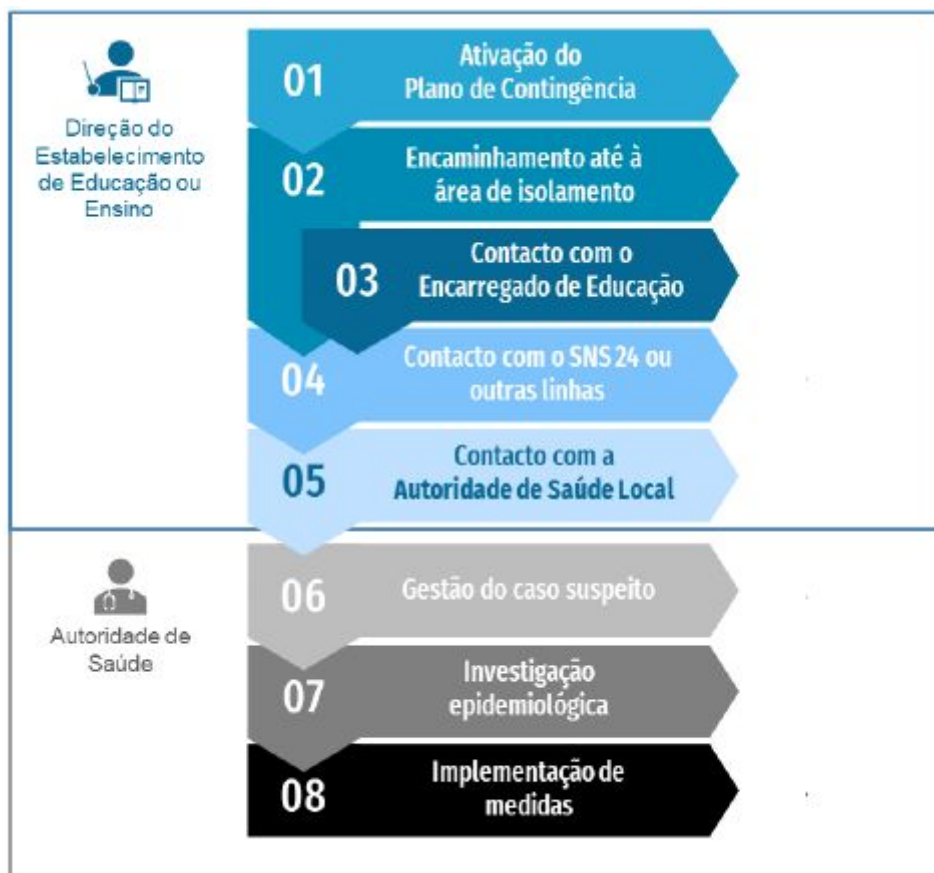 Direção do
Estabelecimento
de Educação ou
Ensino
01
Ativação do
Plano de Contingência
02
Encaminhamento até à
área de isolamento
03
Contacto com o
Encarregado de Educação
04
Contacto com o SNS 24 ou
outras linhas
05
Contacto com a
Autoridade de Saúde Local
Autoridade de
Saúde
06
Gestão do caso suspeito
07
Investigação
epidemiológica
08
Implementação de
medidas